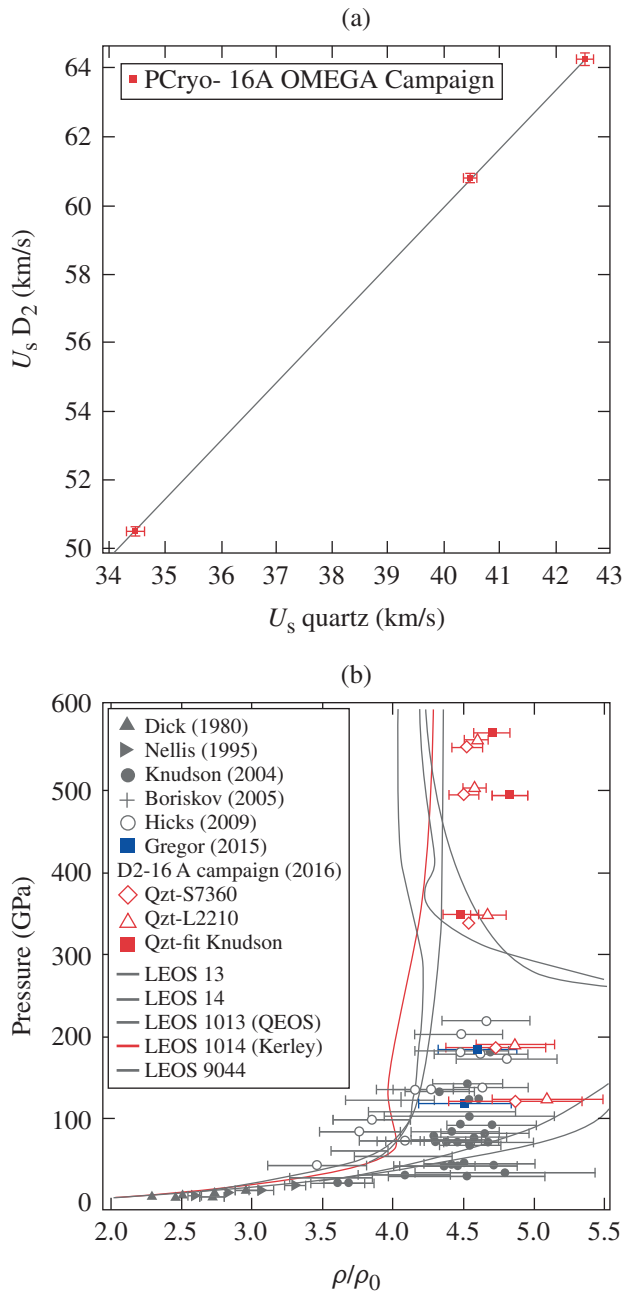 (a)
PCryo- 16A OMEGA Campaign
64
62
60
58
56
54
52
50
U_s D_2 (km/s)
34
35
36
37
38
39
40
41
42
43
U_s quartz (km/s)
(b)
600
500
400
300
200
100
0
Pressure (GPa)
Dick (1980)
Nellis (1995)
Knudson (2004)
Boriskov (2005)
Hicks (2009)
Gregor (2015)
D2-16 A campaign (2016)
Qzt-S7360
Qzt-L2210
Qzt-fit Knudson
LEOS 13
LEOS 14
LEOS 1013 (QEOS)
LEOS 1014 (Kerley)
LEOS 9044
2.0
2.5
3.0
3.5
4.0
4.5
5.0
5.5
ρ/ρ_0